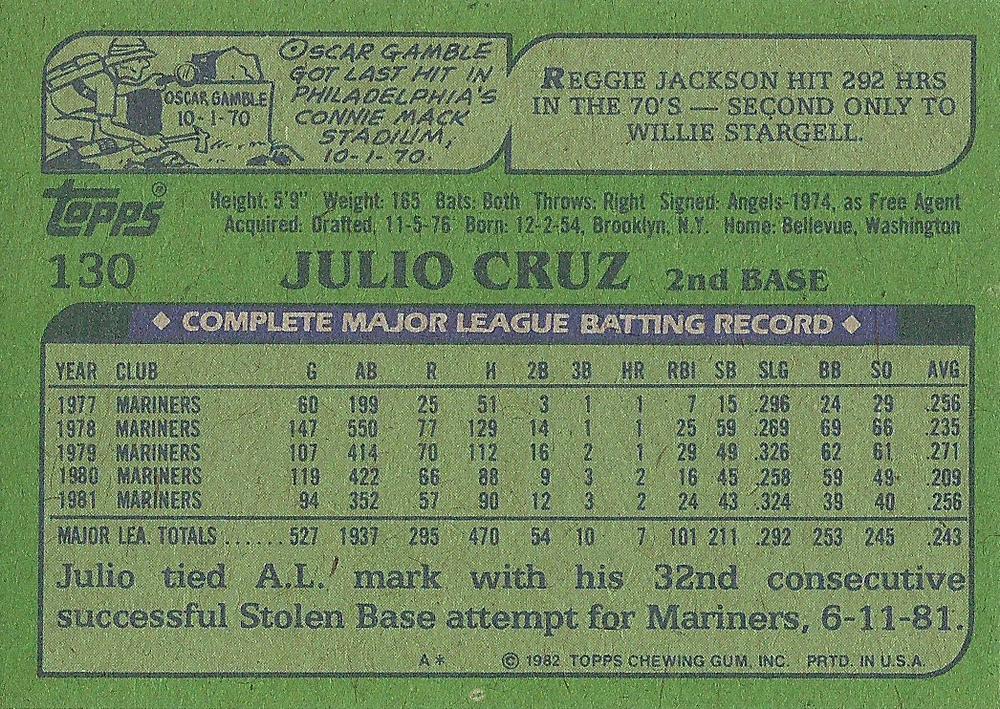 OSCAR GAMBLE
GOT LAST HIT IN
PHILADELPHIA'S
CONNIE MACK
STADIUM,
10-1-70.
OSCAR GAMBLE
10-1-70
REGGIE JACKSON HIT 292 HRS
IN THE 70'S — SECOND ONLY TO
WILLIE STARGELL.
Topps®
Height: 5'9" Weight: 165 Bats: Both Throws: Right Signed: Angels-1974, as Free Agent
Acquired: Drafted, 11-5-76 Born: 12-2-54, Brooklyn, N.Y. Home: Bellevue, Washington
130 JULIO CRUZ 2nd BASE
◆ COMPLETE MAJOR LEAGUE BATTING RECORD ◆
YEAR CLUB G AB R H 2B 3B HR RBI SB SLG BB SO AVG
1977 MARINERS 60 199 25 51 3 1 1 7 15 .296 24 29 .256
1978 MARINERS 147 550 77 129 14 1 1 25 59 .269 69 66 .235
1979 MARINERS 107 414 70 112 16 2 1 29 49 .326 62 61 .271
1980 MARINERS 119 422 66 88 9 3 2 16 45 .258 59 49 .209
1981 MARINERS 94 352 57 90 12 3 2 24 43 .324 39 40 .256
MAJOR LEA. TOTALS ...... 527 1937 295 470 54 10 7 101 211 .292 253 245 .243
Julio tied A.L. mark with his 32nd consecutive
successful Stolen Base attempt for Mariners, 6-11-81.
A* © 1982 TOPPS CHEWING GUM, INC. PRTD. IN U.S.A.